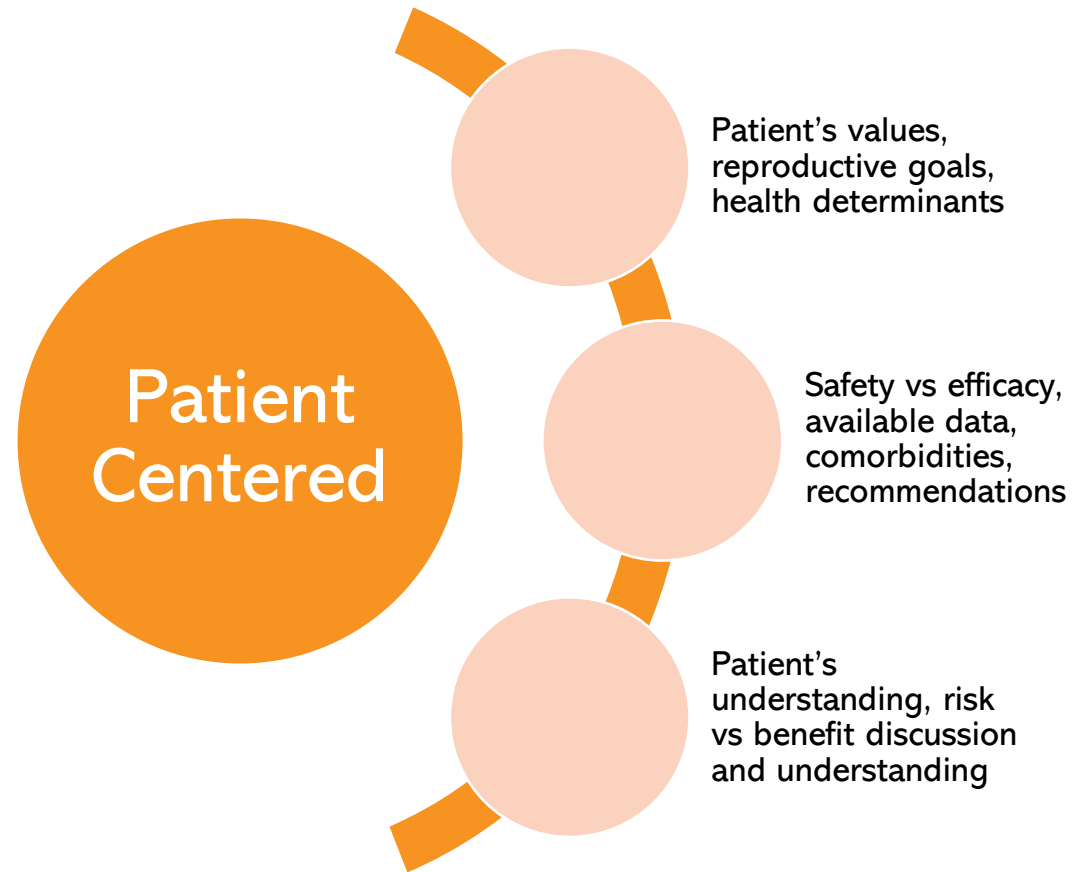 Patient
Centered
Patient’s values,
reproductive goals,
health determinants
Safety vs efficacy,
available data,
comorbidities,
recommendations
Patient’s
understanding, risk
vs benefit discussion
and understanding